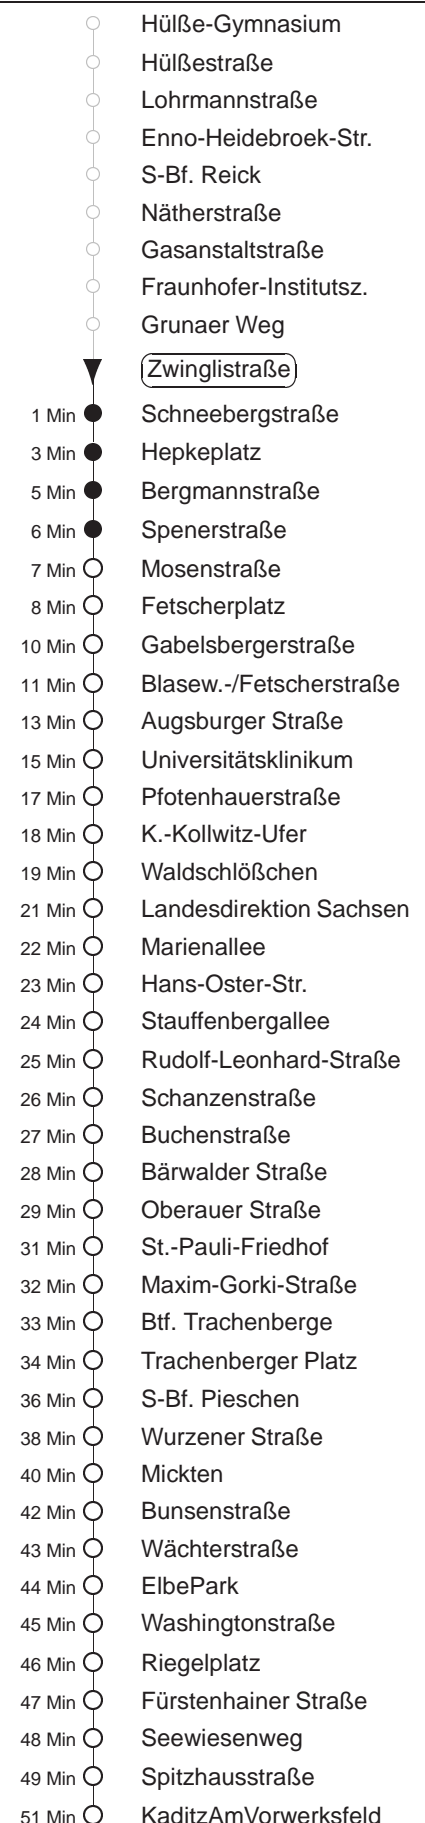 Hülße-Gymnasium
Hülßestraße
Lohrmannstraße
Enno-Heidebroek-Str.
S-Bf. Reick
Nätherstraße
Gasanstaltstraße
Fraunhofer-Institutsz.
Grunaer Weg
Zwinglistraße
1 Min Schneebergstraße
3 Min Hepkeplatz
5 Min Bergmannstraße
6 Min Spenerstraße
7 Min Mosenstraße
8 Min Fetscherplatz
10 Min Gabelsbergerstraße
11 Min Blasew.-/Fetscherstraße
13 Min Augsburger Straße
15 Min Universitätsklinikum
17 Min Pfotenhauerstraße
18 Min K.-Kollwitz-Ufer
19 Min Waldschlößchen
21 Min Landesdirektion Sachsen
22 Min Marienallee
23 Min Hans-Oster-Str.
24 Min Stauffenbergallee
25 Min Rudolf-Leonhard-Straße
26 Min Schanzenstraße
27 Min Buchenstraße
28 Min Bärwalder Straße
29 Min Oberauer Straße
31 Min St.-Pauli-Friedhof
32 Min Maxim-Gorki-Straße
33 Min Btf. Trachenberge
34 Min Trachenberger Platz
36 Min S-Bf. Pieschen
38 Min Wurzener Straße
40 Min Mickten
42 Min Bunsenstraße
43 Min Wächterstraße
44 Min ElbePark
45 Min Washingtonstraße
46 Min Riegelplatz
47 Min Fürstenhainer Straße
48 Min Seewiesenweg
49 Min Spitzhausstraße
51 Min KaditzAmVorwerksfeld